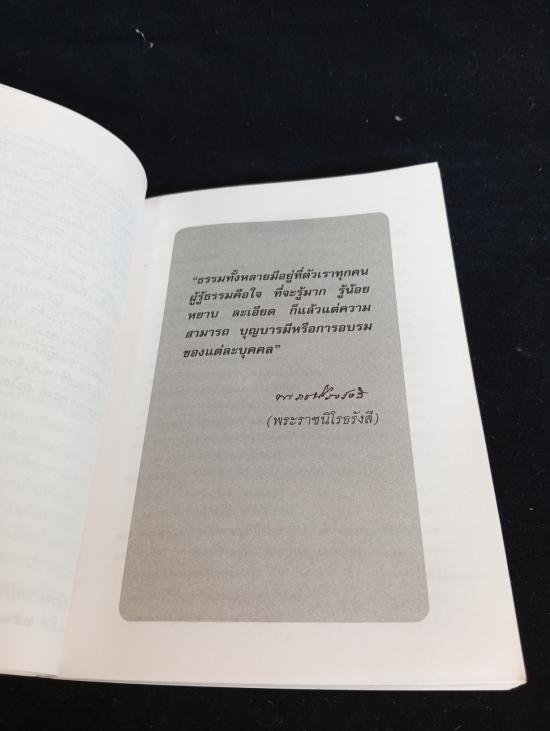 “ธรรมทั้งหลายมีอยู่ที่ตัวเราทุกคน
ผู้รู้ธรรมคือใจ ที่จะรู้มาก รู้น้อย
หยาบ ละเอียด ก็แล้วแต่ความ
สามารถ บุญบารมีหรือการอบรม
ของแต่ละบุคคล”
(พระราชนิโรธรังสี)